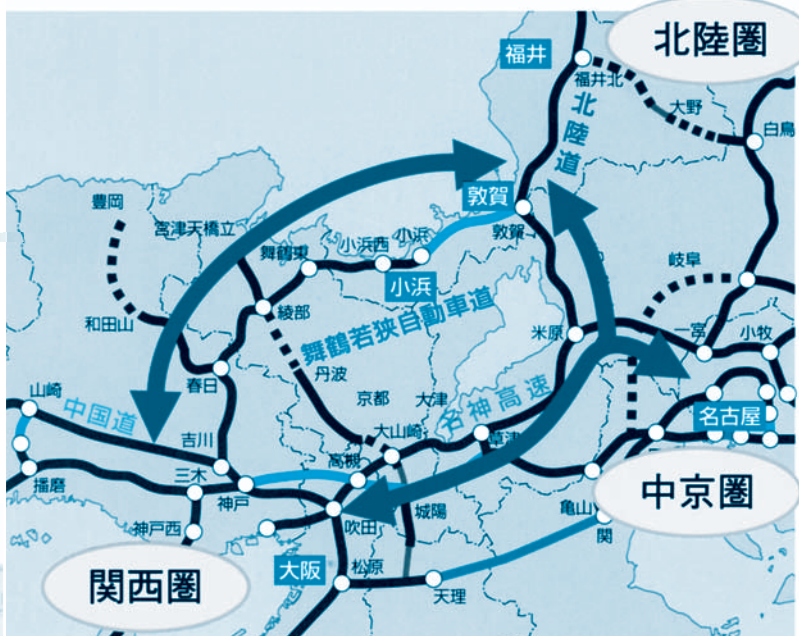 北陸圏
福井
福井北
大野
北陸道
白鳥
豊岡
宮津天橋立
敦賀
敦賀
舞鶴東
小浜西
小浜
小浜
岐阜
綾部
和田山
舞鶴若狭自動車道
米原
一宮
小牧
春日
丹波
山崎
中国道
京都
大津
名神高速
名古屋
吉川
大山崎
高槻
草津
三木
播磨
神戸
中京圏
神戸西
吹田
城陽
亀山
関
関西圏
大阪
松原
天理